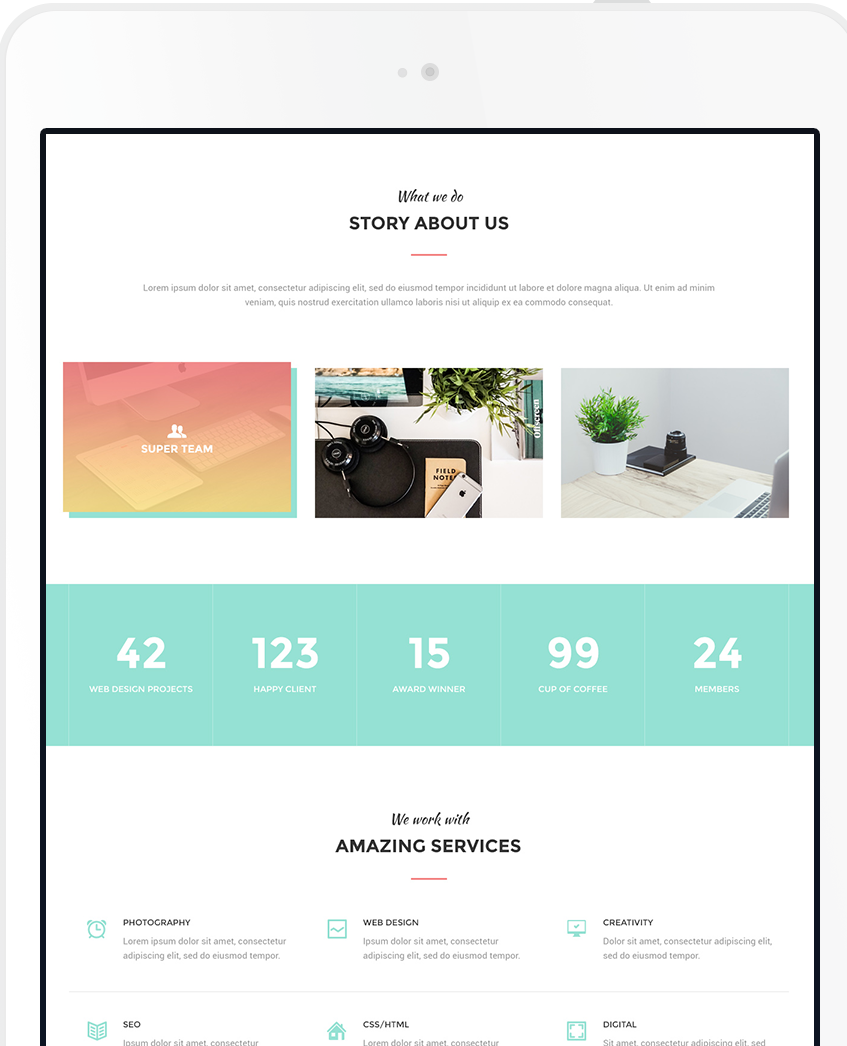 What we do
STORY ABOUT US
Lorem ipsum dolor sit amet, consectetur adipiscing elit, sed do eiusmod tempor incididunt ut labore et dolore magna aliqua. Ut enim ad minim
veniam, quis nostrud exercitation ullamco laboris nisi ut aliquip ex ea commodo consequat.
SUPER TEAM
Offscreen
FIELD
NOTES
42
WEB DESIGN PROJECTS
123
HAPPY CLIENT
15
AWARD WINNER
99
CUP OF COFFEE
24
MEMBERS
We work with
AMAZING SERVICES
PHOTOGRAPHY
Lorem ipsum dolor sit amet, consectetur
adipiscing elit, sed do eiusmod tempor.
WEB DESIGN
Ipsum dolor sit amet, consectetur
adipiscing elit, sed do eiusmod tempor.
CREATIVITY
Dolor sit amet, consectetur adipiscing elit,
sed do eiusmod tempor.
SEO
Ipsum dolor sit amet, consectetur
CSS/HTML
Lorem dolor sit amet, consectetur
DIGITAL
Sit amet, consectetur adipiscing elit, sed